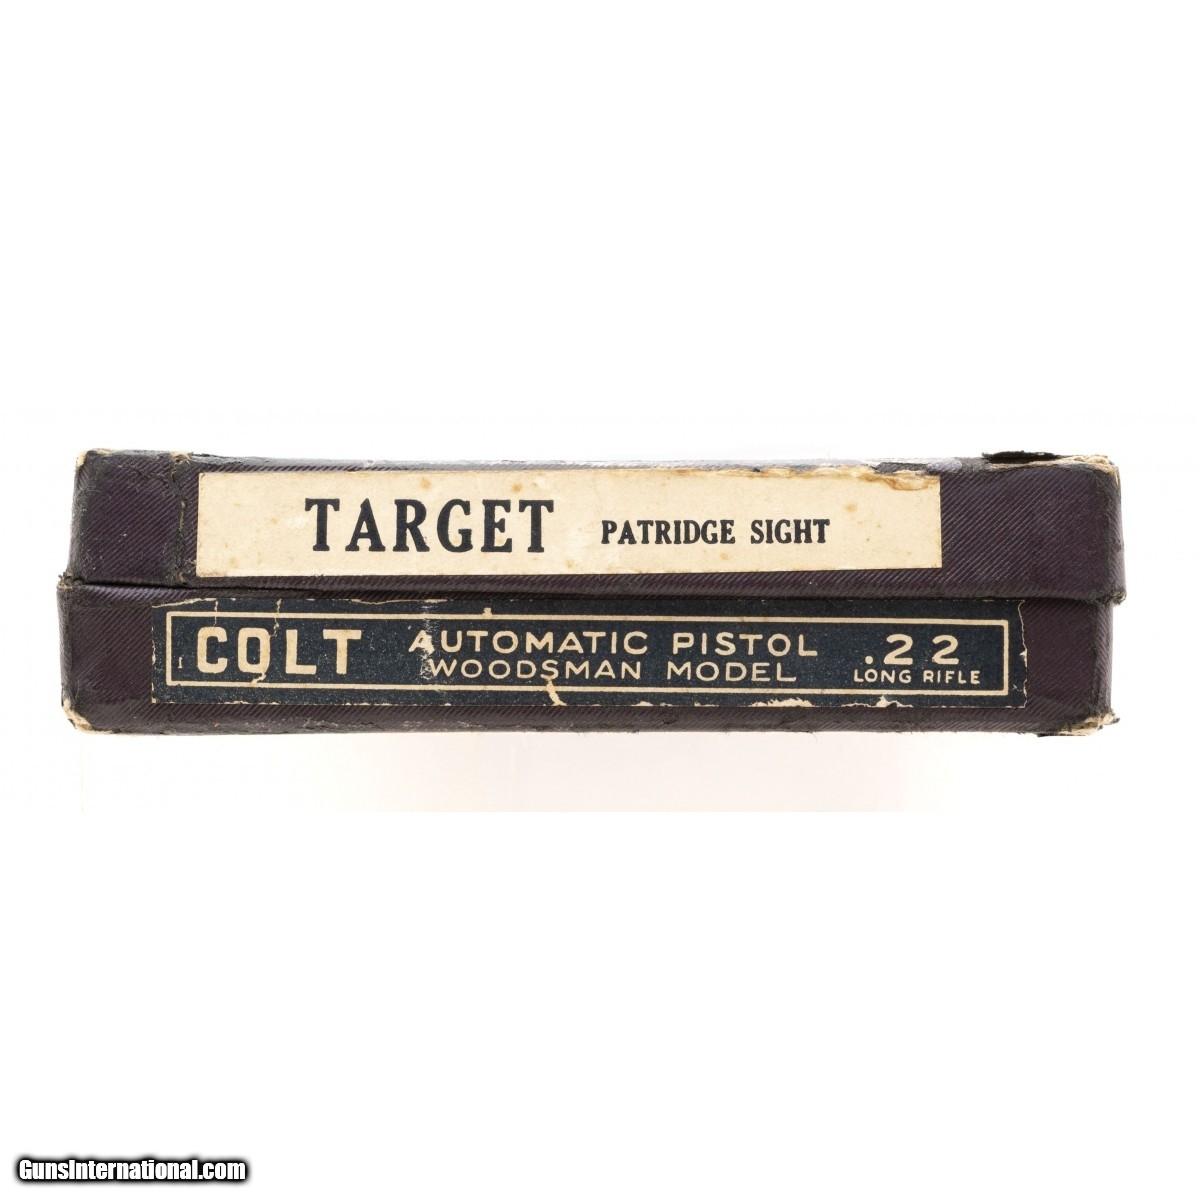 TARGET PATRIDGE SIGHT
COLT AUTOMATIC PISTOL .22
WOODSMAN MODEL LONG RIFLE
GunsInternational.com